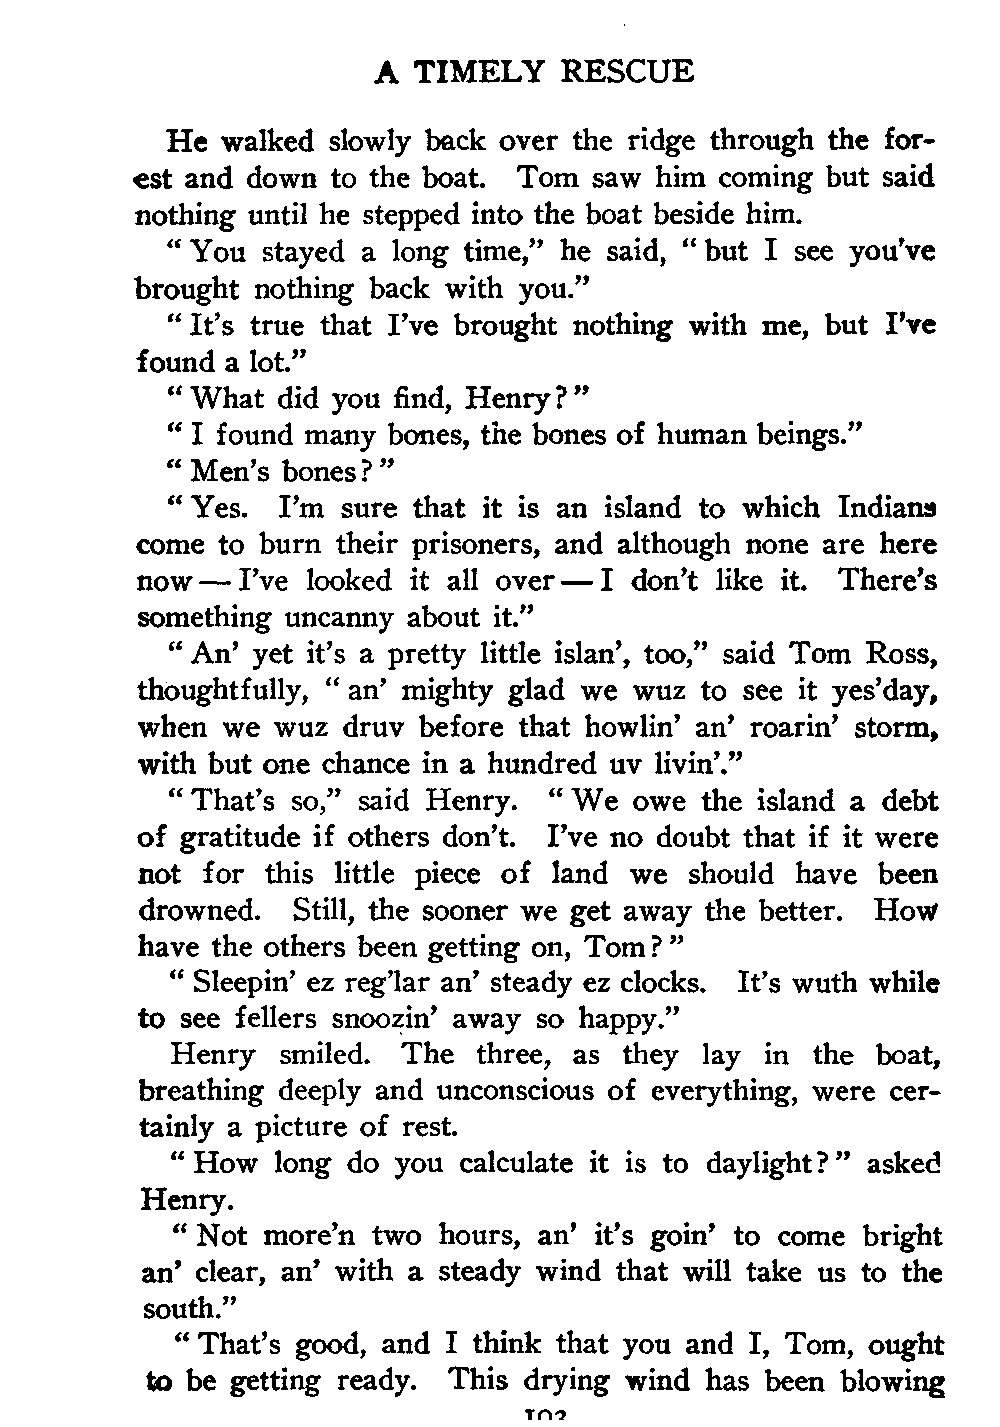 A TIMELY RESCUE
He walked slowly back over the ridge through the for-
est and down to the boat. Tom saw him coming but said
nothing until he stepped into the boat beside him.
“ You stayed a long time,” he said, “ but I see you’ve
brought nothing back with you.”
“ It’s true that I’ve brought nothing with me, but I’ve
found a lot.”
“ What did you find, Henry? ”
“ I found many bones, the bones of human beings.”
“ Men’s bones? ”
“ Yes. I’m sure that it is an island to which Indians
come to burn their prisoners, and although none are here
now — I’ve looked it all over — I don’t like it. There’s
something uncanny about it.”
“ An’ yet it’s a pretty little islan’, too,” said Tom Ross,
thoughtfully, “ an’ mighty glad we wuz to see it yes’day,
when we wuz druv before that howlin’ an’ roarin’ storm,
with but one chance in a hundred uv livin’.”
“ That’s so,” said Henry. “ We owe the island a debt
of gratitude if others don’t. I’ve no doubt that if it were
not for this little piece of land we should have been
drowned. Still, the sooner we get away the better. How
have the others been getting on, Tom? ”
“ Sleepin’ ez reg’lar an’ steady ez clocks. It’s wuth while
to see fellers snoozin’ away so happy.”
Henry smiled. The three, as they lay in the boat,
breathing deeply and unconscious of everything, were cer-
tainly a picture of rest.
“ How long do you calculate it is to daylight? ” asked
Henry.
“ Not more’n two hours, an’ it’s goin’ to come bright
an’ clear, an’ with a steady wind that will take us to the
south.”
“ That’s good, and I think that you and I, Tom, ought
to be getting ready. This drying wind has been blowing